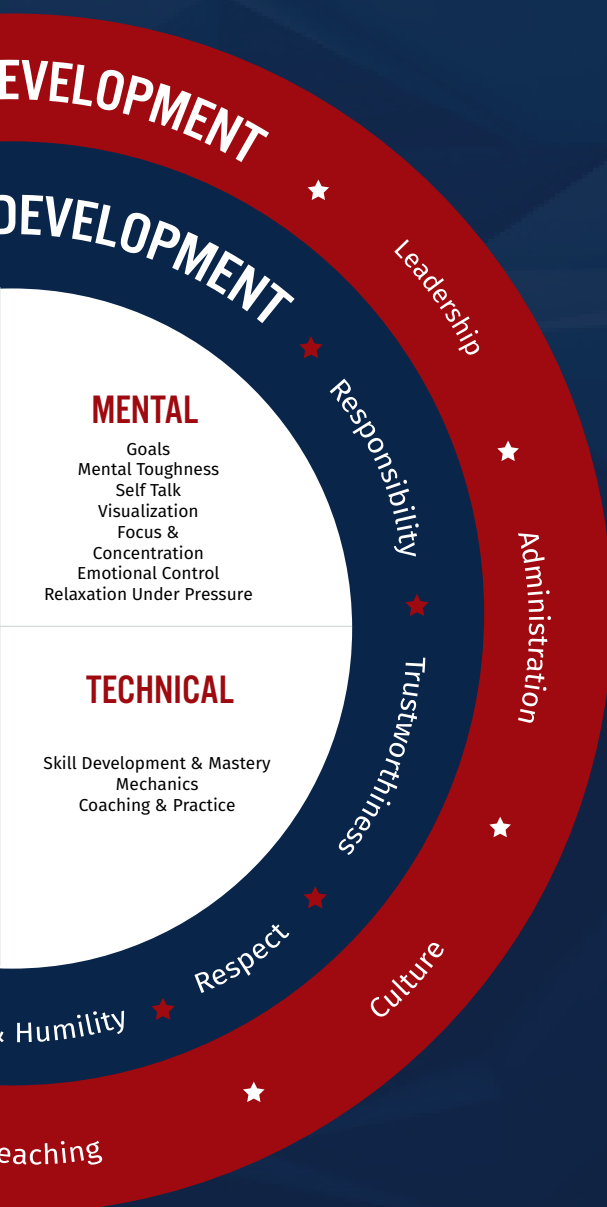 EVELOPMENT
Leadership
Administration
Culture
eaching
DEVELOPMENT
Responsibility
Trustworthiness
Respect
& Humility
MENTAL
Goals
Mental Toughness
Self Talk
Visualization
Focus &
Concentration
Emotional Control
Relaxation Under Pressure
TECHNICAL
Skill Development & Mastery
Mechanics
Coaching & Practice